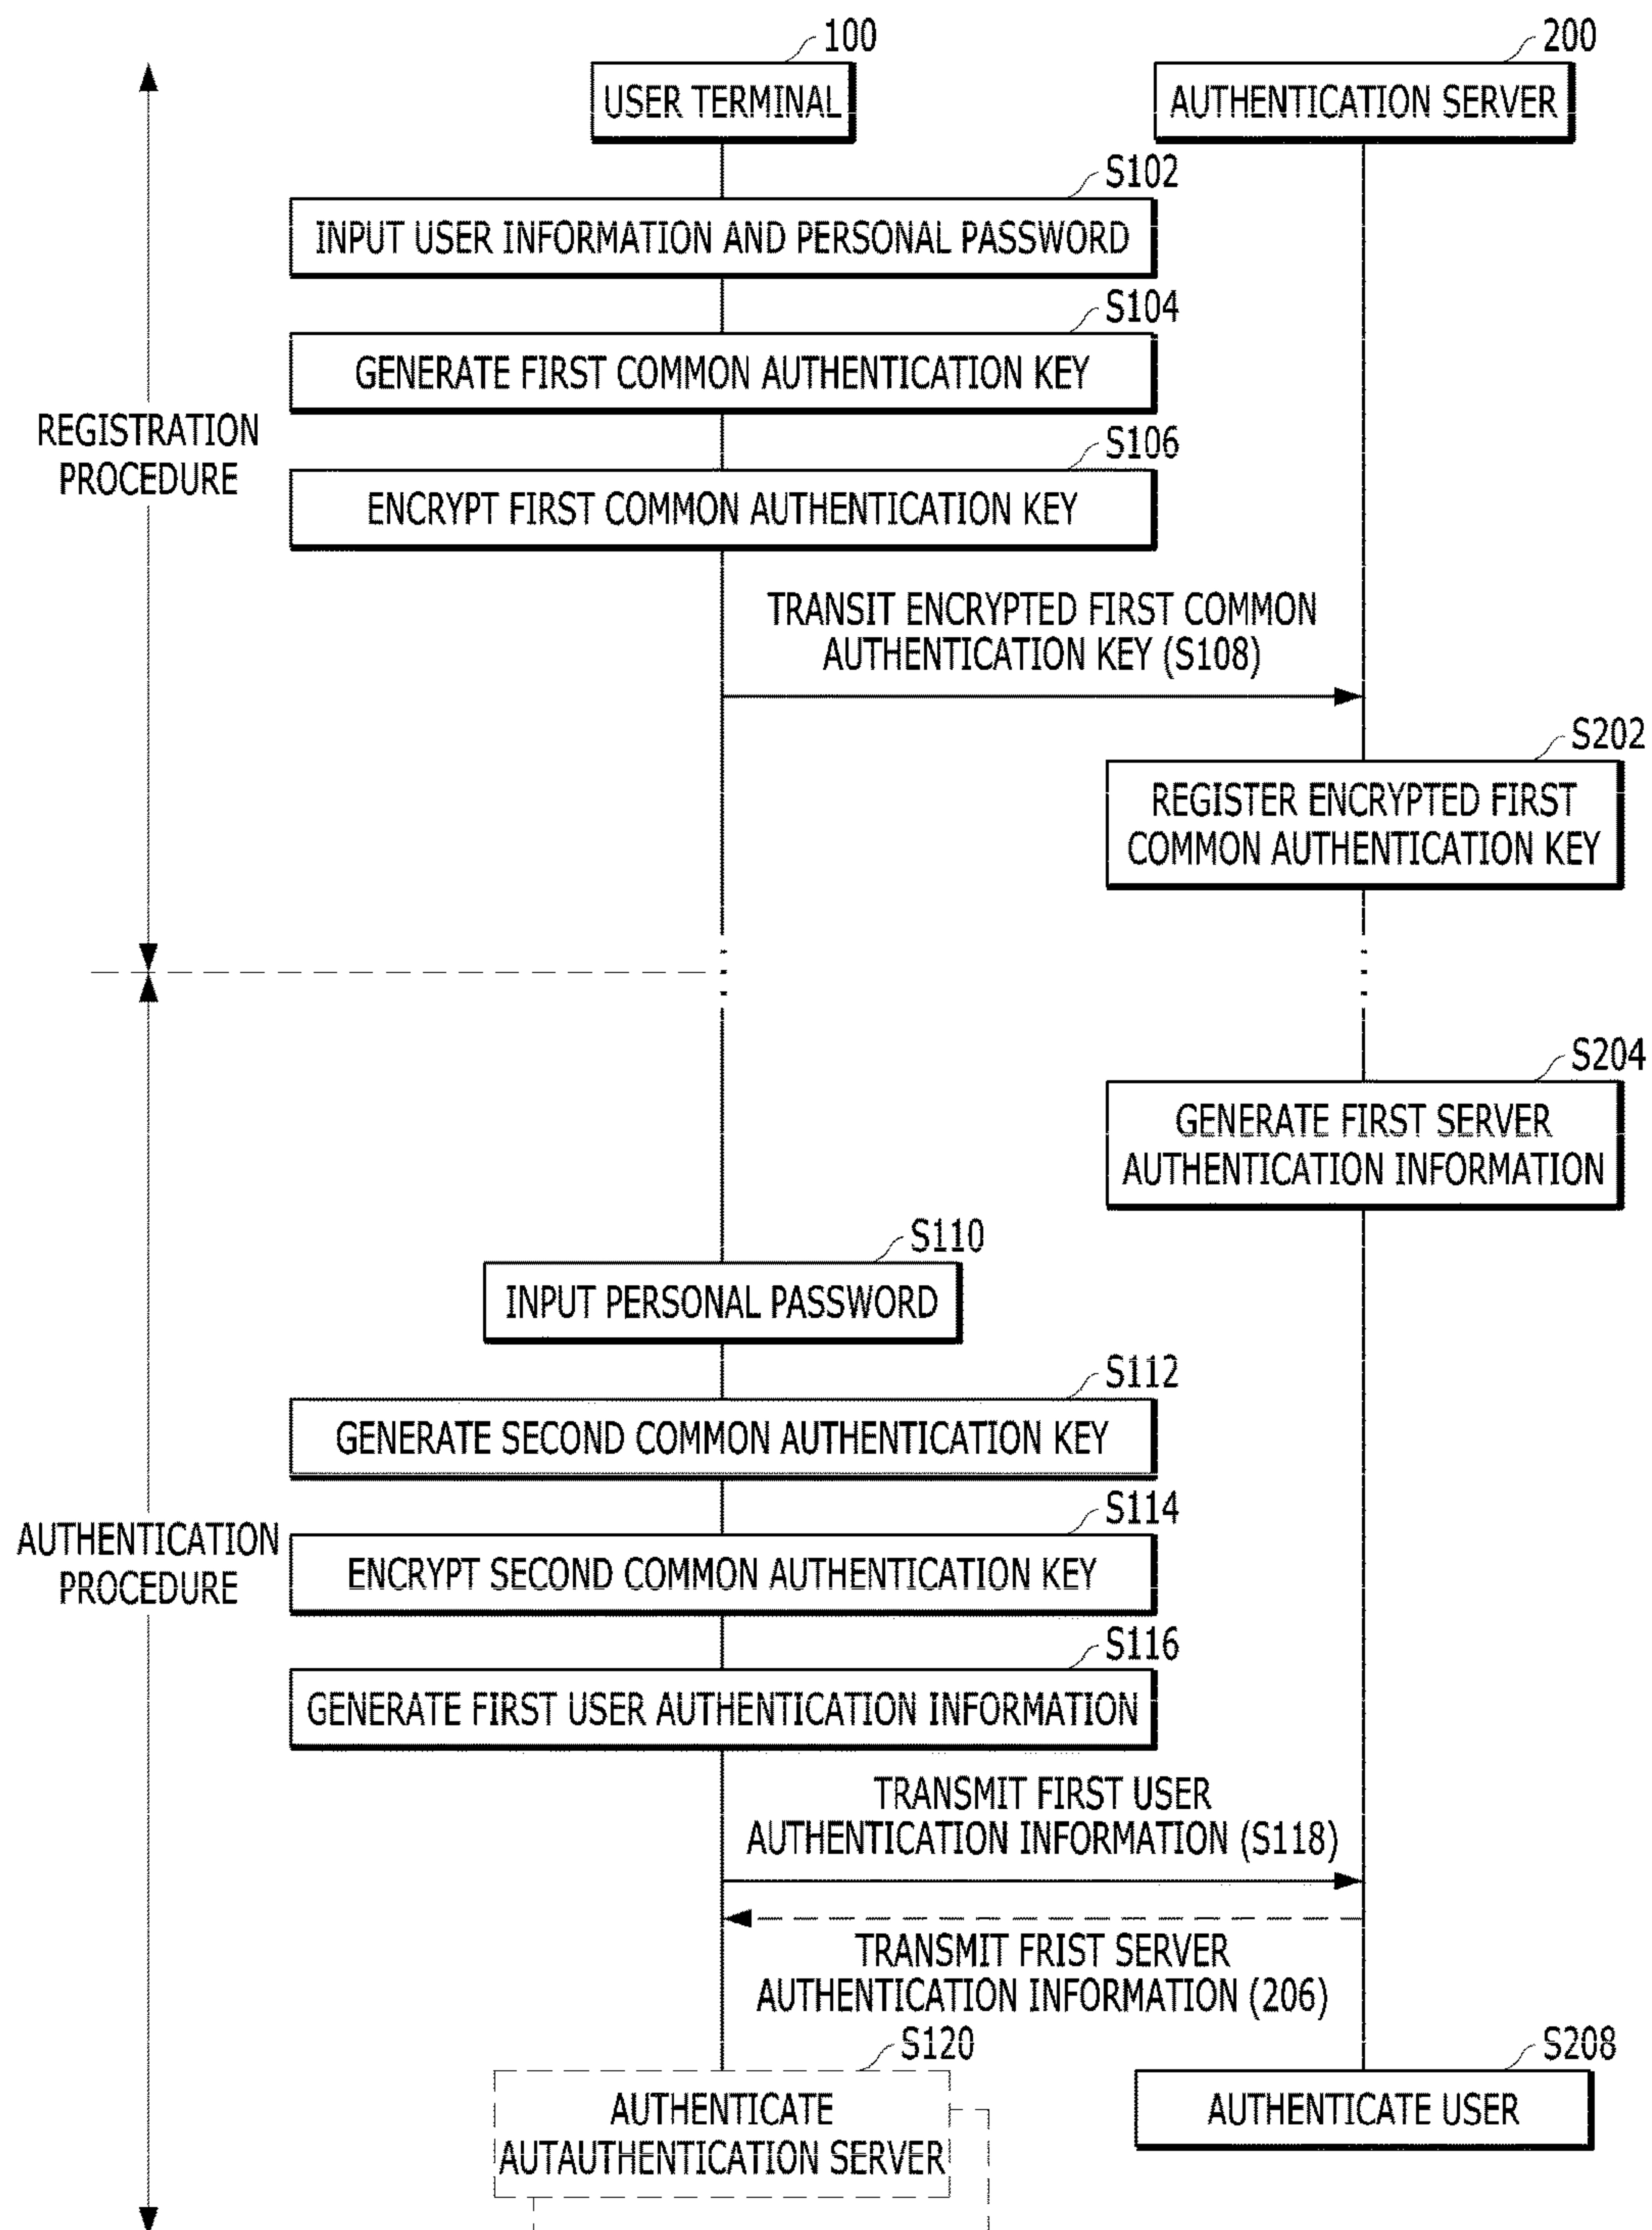 100
200
USER TERMINAL
AUTHENTICATION SERVER
S102
INPUT USER INFORMATION AND PERSONAL PASSWORD
S104
GENERATE FIRST COMMON AUTHENTICATION KEY
REGISTRATION
PROCEDURE
S106
ENCRYPT FIRST COMMON AUTHENTICATION KEY
TRANSIT ENCRYPTED FIRST COMMON
AUTHENTICATION KEY (S108)
S202
REGISTER ENCRYPTED FIRST
COMMON AUTHENTICATION KEY
S204
GENERATE FIRST SERVER
AUTHENTICATION INFORMATION
S110
INPUT PERSONAL PASSWORD
S112
GENERATE SECOND COMMON AUTHENTICATION KEY
AUTHENTICATION
PROCEDURE
S114
ENCRYPT SECOND COMMON AUTHENTICATION KEY
S116
GENERATE FIRST USER AUTHENTICATION INFORMATION
TRANSMIT FIRST USER
AUTHENTICATION INFORMATION (S118)
TRANSMIT FRIST SERVER
AUTHENTICATION INFORMATION (206)
S120
AUTHENTICATE
AUTAUTHENTICATION SERVER
S208
AUTHENTICATE USER